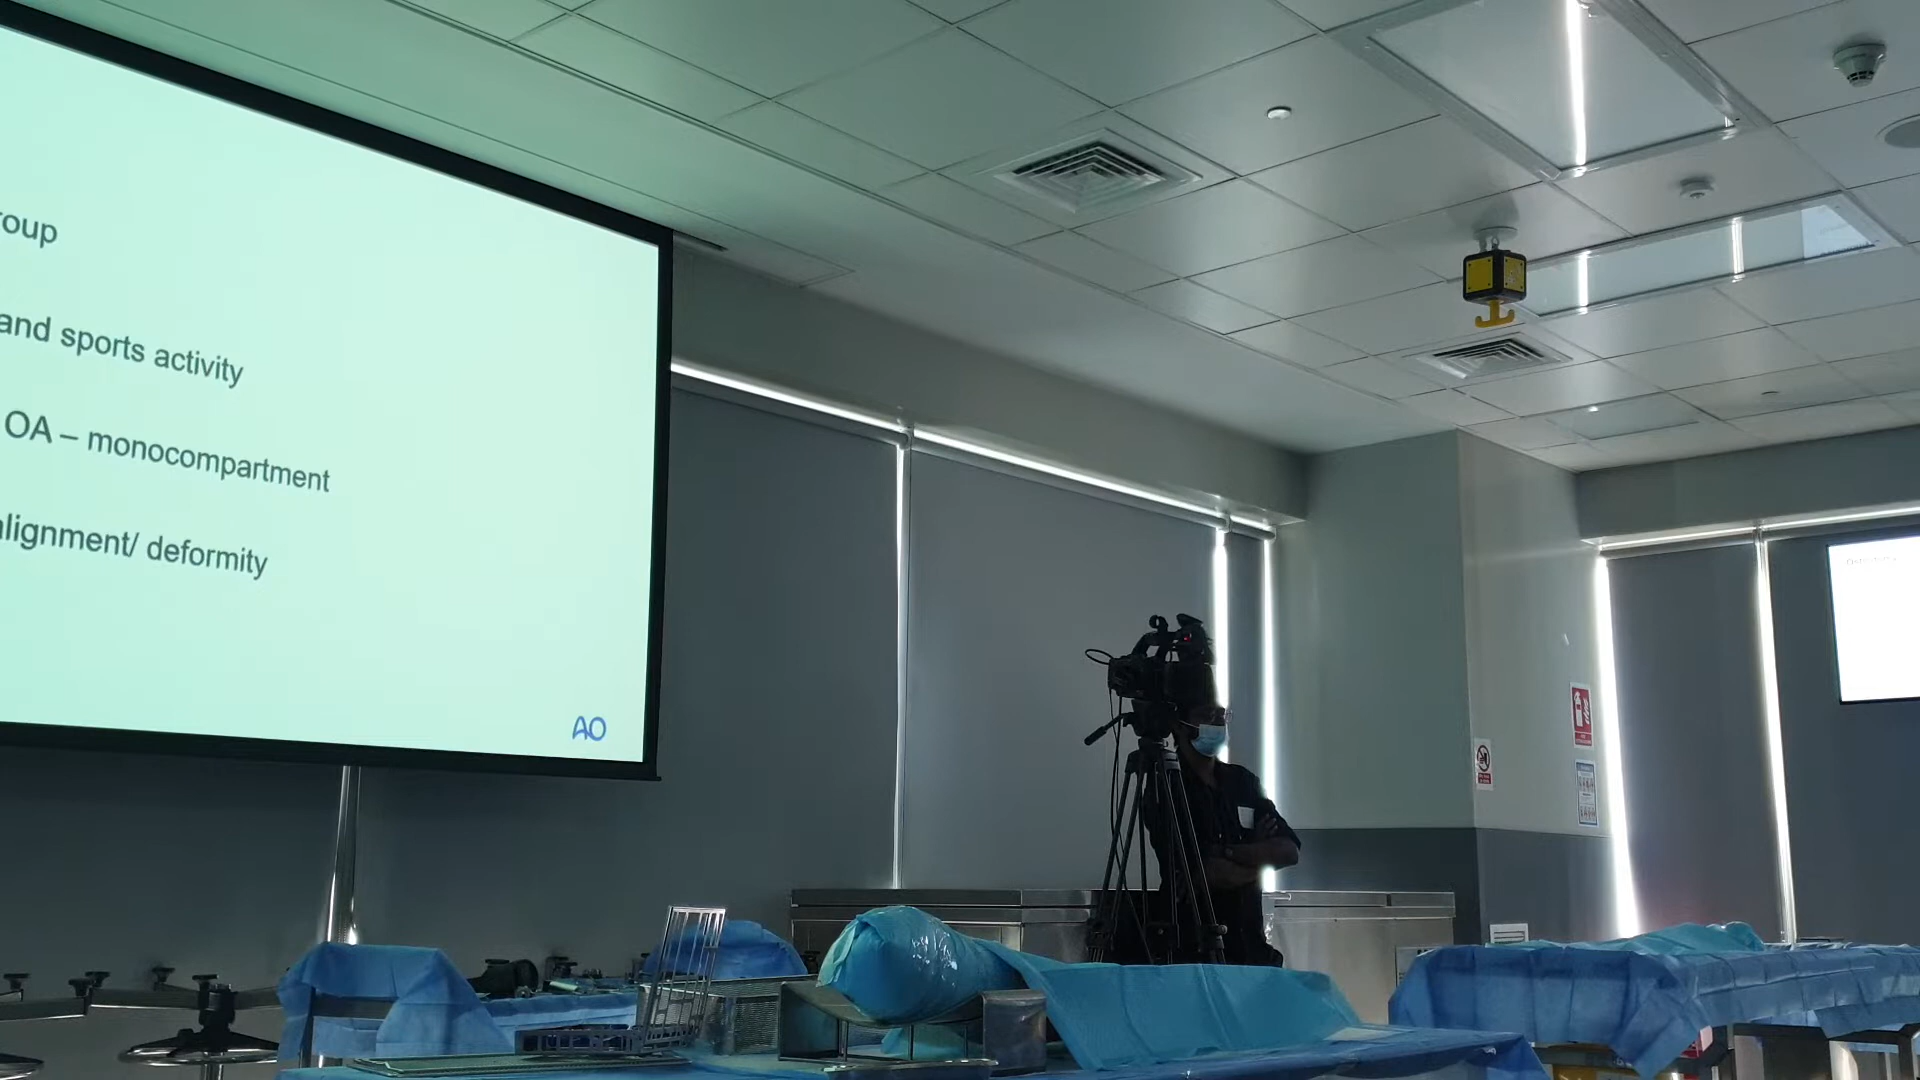 roup
and sports activity
OA – monocompartment
alignment/ deformity
AO